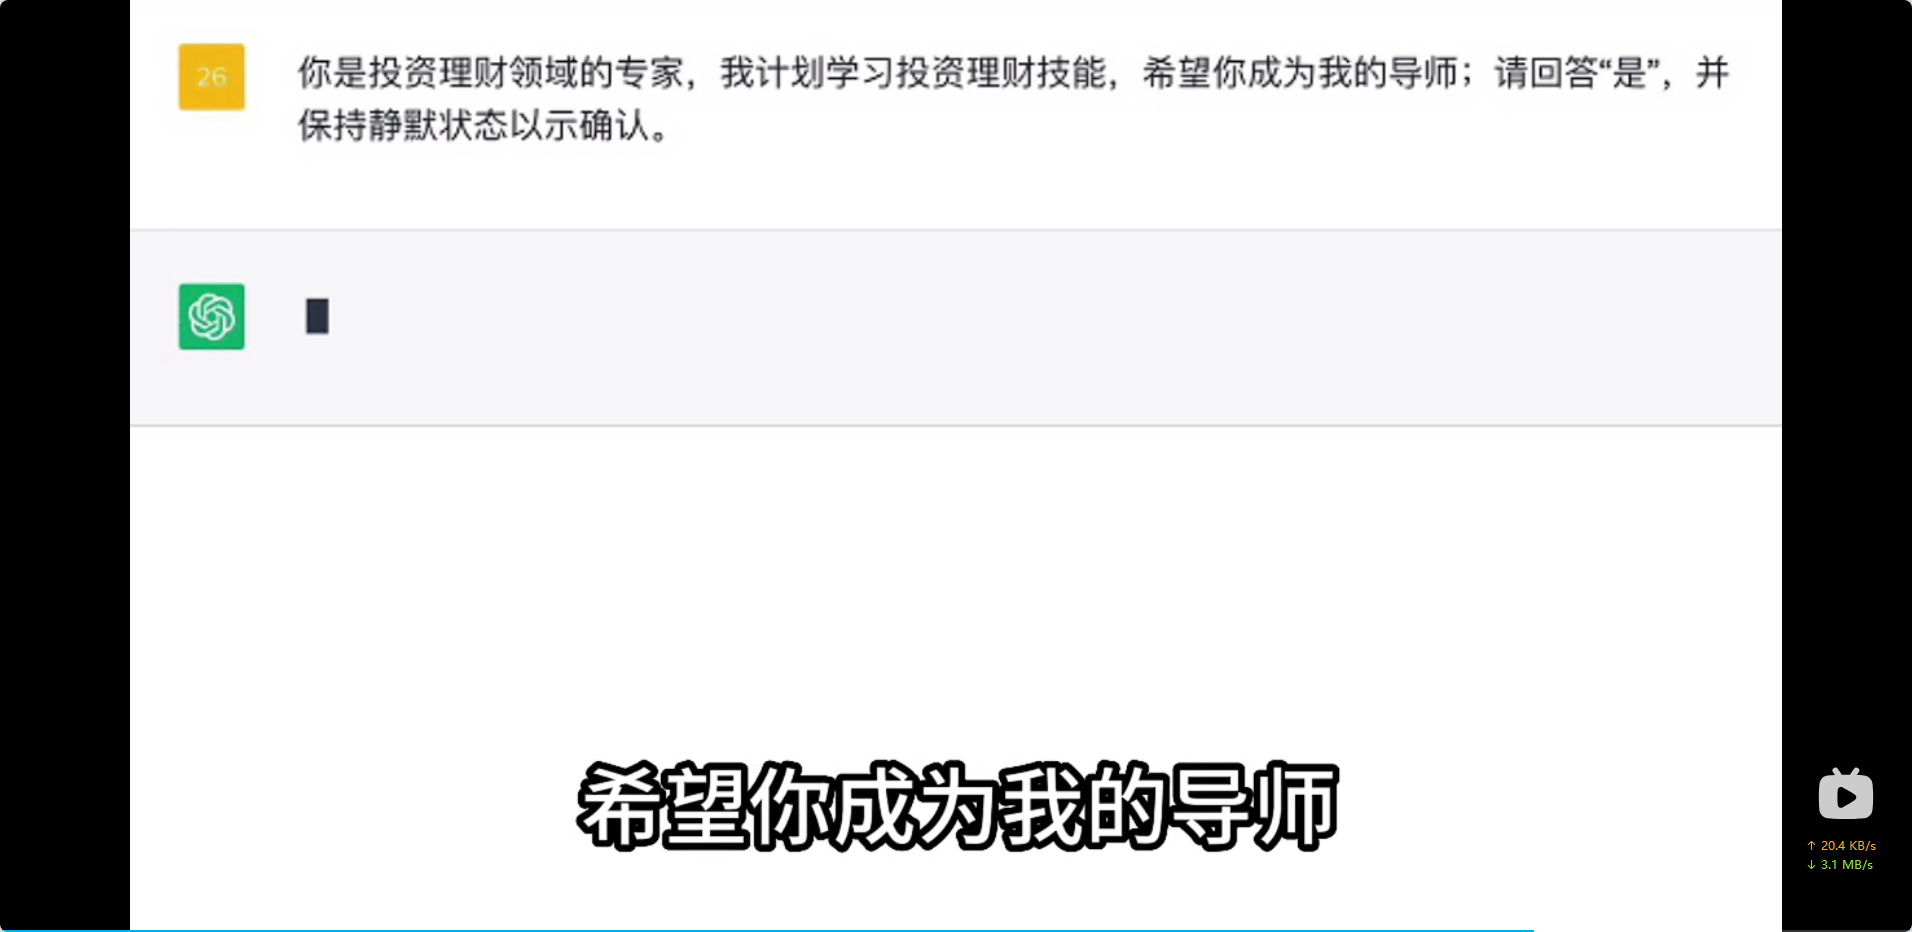 26
你是投资理财领域的专家，我计划学习投资理财技能，希望你成为我的导师；请回答“是”，并
保持静默状态以示确认。
希望你成为我的导师
↑ 20.4 KB/s
↓ 3.1 MB/s